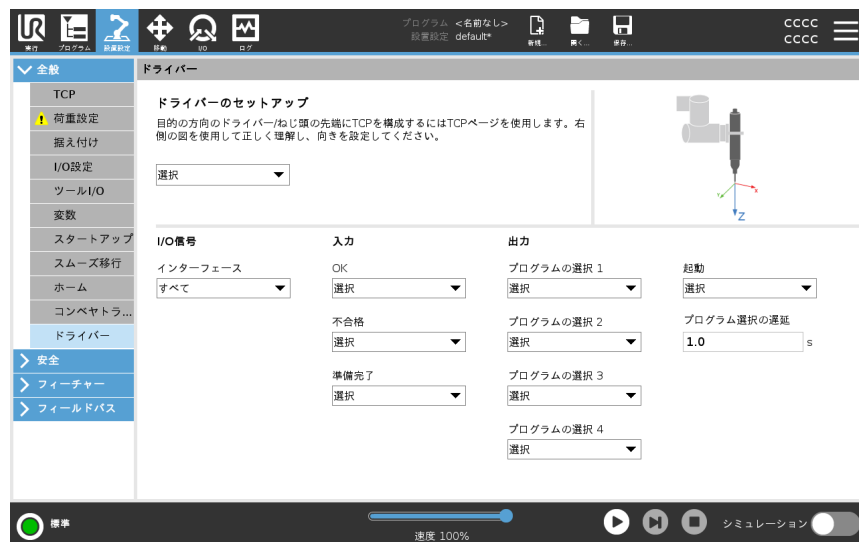 UR
実行
プログラム
設置設定
移動
I/O
ログ
プログラム <名前なし>
設置設定 default*
新規...
開く...
保存...
CCCC
CCCC
全般
ドライバー
TCP
荷重設定
据え付け
I/O設定
ツールI/O
変数
スタートアップ
スムーズ移行
ホーム
コンベヤトラ...
ドライバー
安全
フィーチャー
フィールドバス
ドライバーのセットアップ
目的の方向のドライバー/ねじ頭の先端にTCPを構成するにはTCPページを使用します。右
側の図を使用して正しく理解し、向きを設定してください。
選択
Y
X
Z
I/O信号
入力
出力
インターフェース
OK
プログラムの選択 1
起動
すべて
選択
選択
選択
不合格
プログラムの選択 2
プログラム選択の遅延
選択
選択
1.0 s
準備完了
プログラムの選択 3
選択
選択
プログラムの選択 4
選択
標準
速度 100%
シミュレーション